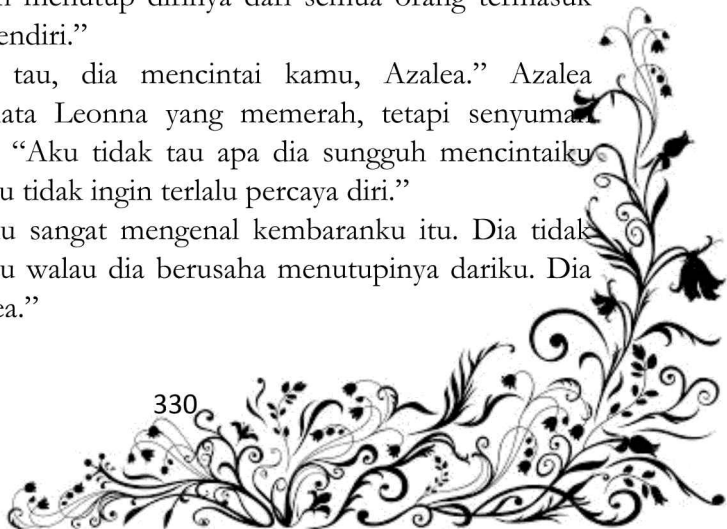 menutup dirinya dari semua orang termasuk
endiri.”
tau, dia mencintai kamu, Azalea.” Azalea
ata Leonna yang memerah, tetapi senyuman
“Aku tidak tau apa dia sungguh mencintaiku
u tidak ingin terlalu percaya diri.”
u sangat mengenal kembaranku itu. Dia tidak
u walau dia berusaha menutupinya dariku. Dia
ea.”
330